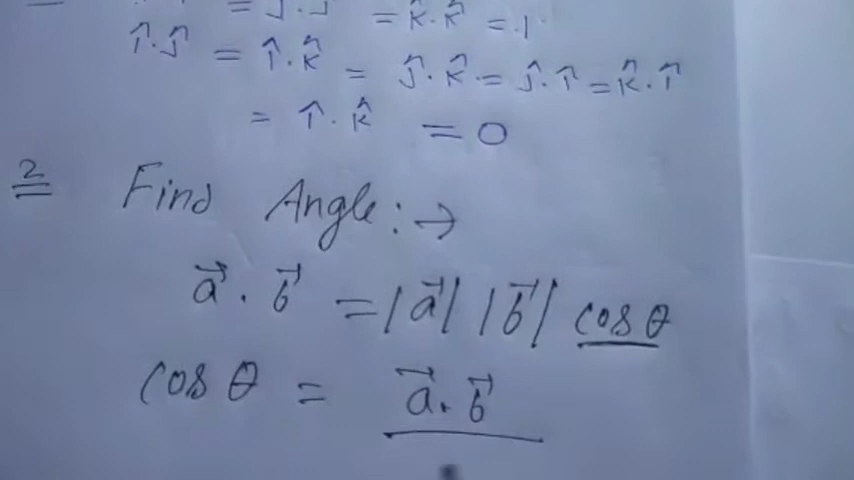 = ĵ.ĵ = k̂.k̂ = 1
î.ĵ = î.k̂ = ĵ.k̂ = ĵ.î = k̂.î
= î.k̂ = 0
2 Find Angle :→
a⃗ . b⃗ = |a⃗| |b⃗| cos θ
cos θ = a⃗ . b⃗